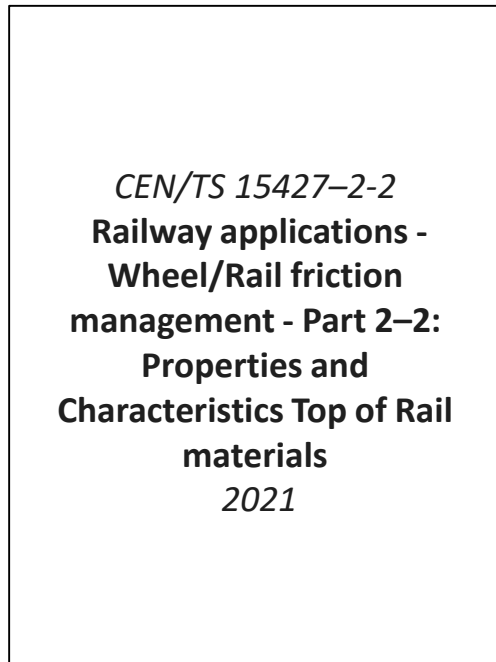 CEN/TS 15427–2-2
Railway applications -
Wheel/Rail friction
management - Part 2–2:
Properties and
Characteristics Top of Rail
materials
2021